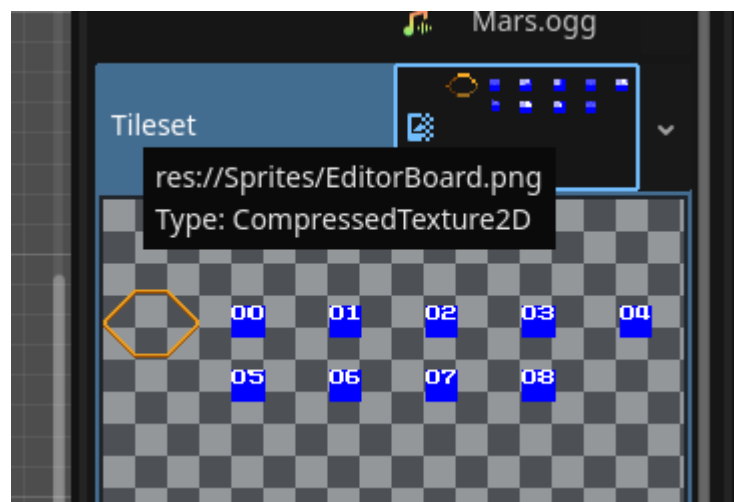 Mars.ogg
Tileset
res://Sprites/EditorBoard.png
Type: CompressedTexture2D
00 01 02 03 04
05 06 07 08